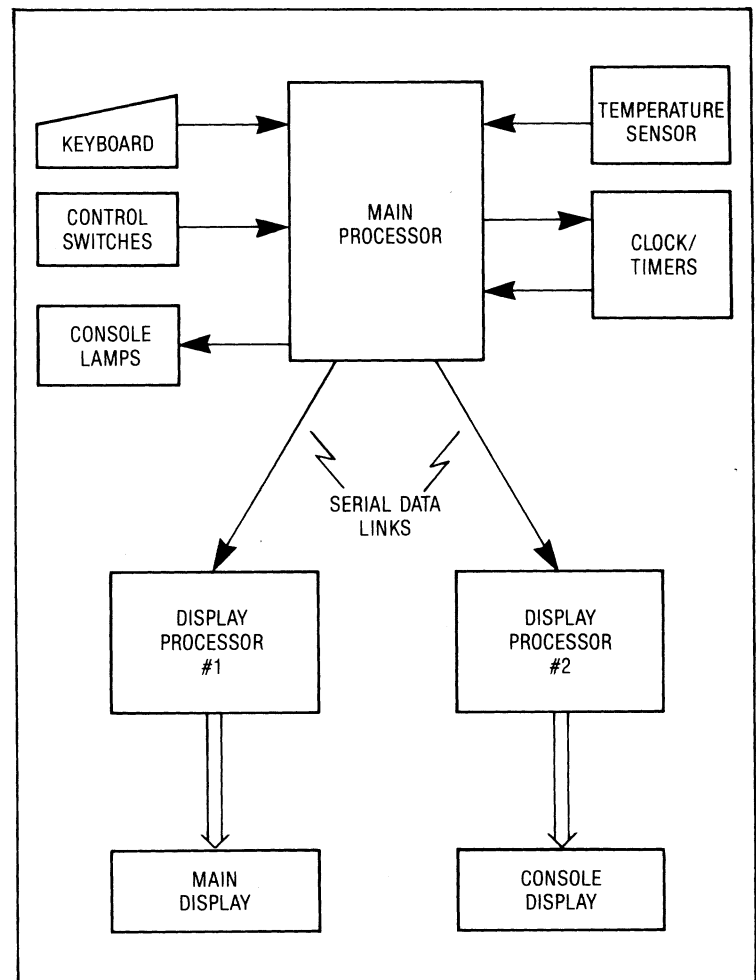 KEYBOARD
CONTROL
SWITCHES
CONSOLE
LAMPS
MAIN
PROCESSOR
TEMPERATURE
SENSOR
CLOCK/
TIMERS
SERIAL DATA
LINKS
DISPLAY
PROCESSOR
#1
DISPLAY
PROCESSOR
#2
MAIN
DISPLAY
CONSOLE
DISPLAY